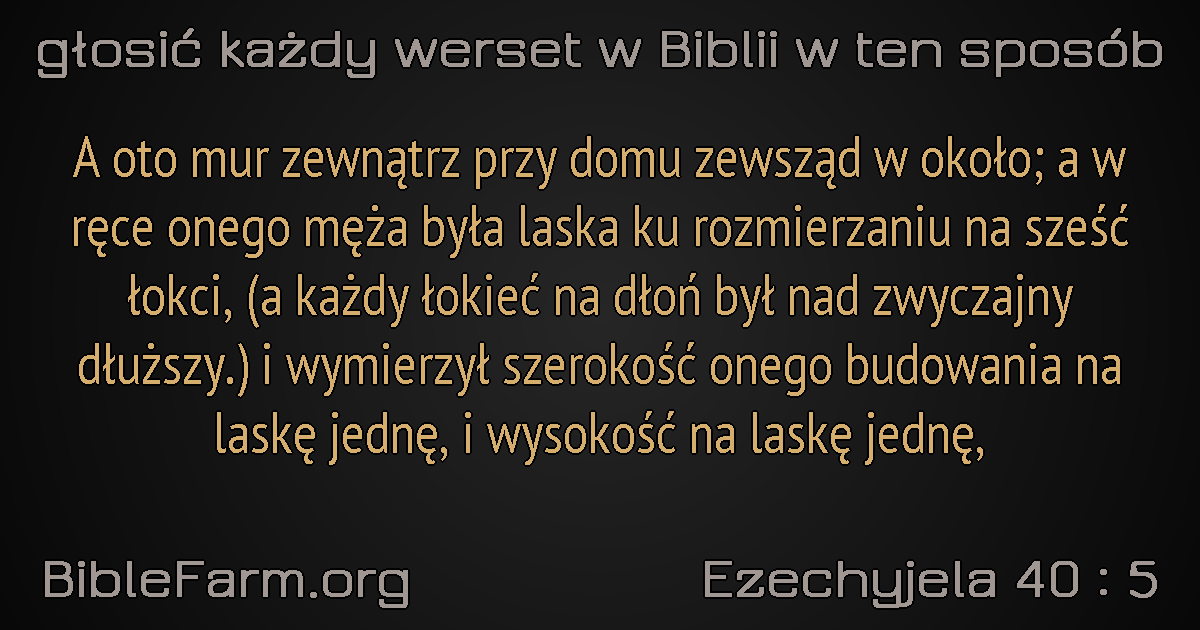 głosić każdy werset w Biblii w ten sposób
A oto mur zewnątrz przy domu zewsząd w około; a w
ręce onego męża była laska ku rozmierzaniu na sześć
łokci, (a każdy łokieć na dłoń był nad zwyczajny
dłuższy.) i wymierzył szerokość onego budowania na
laskę jednę, i wysokość na laskę jednę,
BibleFarm.org
Ezechyjela 40 : 5